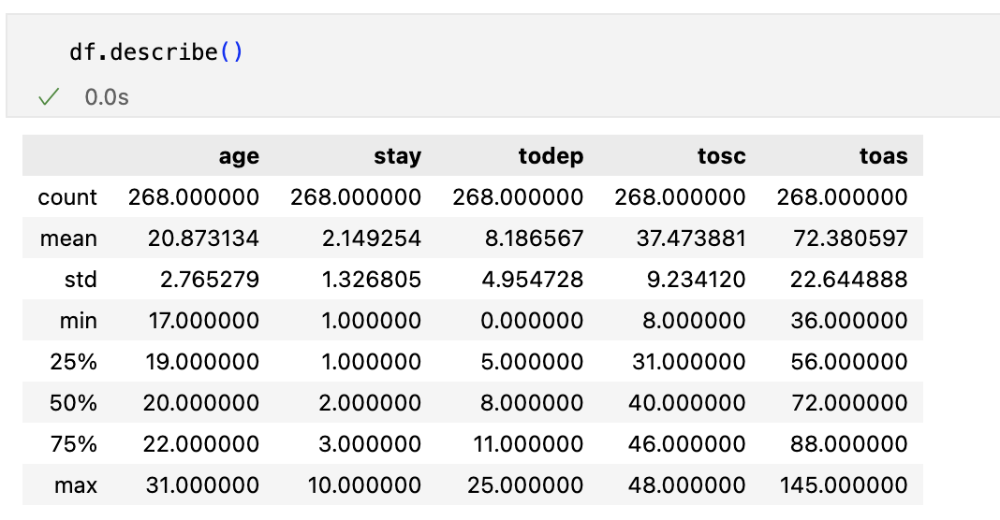 df.describe()
✓ 0.0s
age stay todep tosc toas
count 268.000000 268.000000 268.000000 268.000000 268.000000
mean 20.873134 2.149254 8.186567 37.473881 72.380597
std 2.765279 1.326805 4.954728 9.234120 22.644888
min 17.000000 1.000000 0.000000 8.000000 36.000000
25% 19.000000 1.000000 5.000000 31.000000 56.000000
50% 20.000000 2.000000 8.000000 40.000000 72.000000
75% 22.000000 3.000000 11.000000 46.000000 88.000000
max 31.000000 10.000000 25.000000 48.000000 145.000000